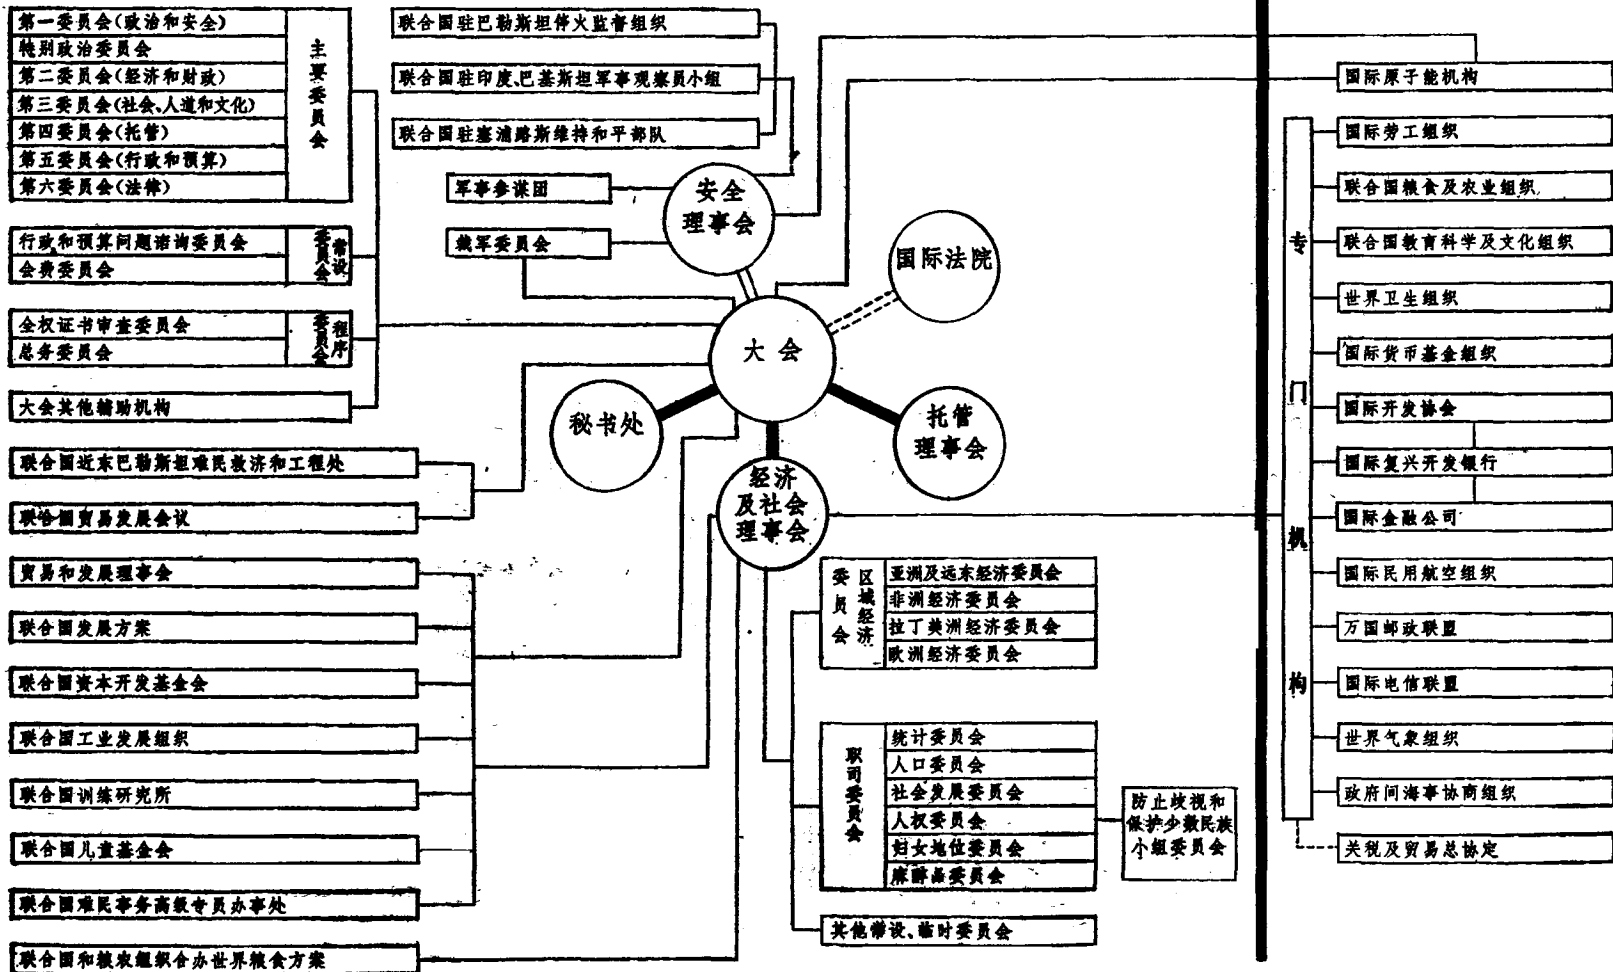 第一委员会(政治和安全)
特别政治委员会
第二委员会(经济和财政)
第三委员会(社会、人道和文化)
第四委员会(托管)
第五委员会(行政和预算)
第六委员会(法律)
主要委员会
行政和预算问题谘询委员会
会费委员会
常设委员会
全权证书审查委员会
总务委员会
程序委员会
大会其他辅助机构
联合国近东巴勒斯坦难民救济和工程处
联合国贸易发展会议
贸易和发展理事会
联合国发展方案
联合国资本开发基金会
联合国工业发展组织
联合国训练研究所
联合国儿童基金会
联合国难民事务高级专员办事处
联合国和粮农组织合办世界粮食方案
联合国驻巴勒斯坦停火监督组织
联合国驻印度、巴基斯坦军事观察员小组
联合国驻塞浦路斯维持和平部队
军事参谋团
裁军委员会
安全
理事会
国际法院
大会
秘书处
托管
理事会
经济
及社会
理事会
区域经济
委员会
亚洲及远东经济委员会
非洲经济委员会
拉丁美洲经济委员会
欧洲经济委员会
职司委员会
统计委员会
人口委员会
社会发展委员会
人权委员会
妇女地位委员会
麻醉品委员会
防止歧视和
保护少数民族
小组委员会
其他常设、临时委员会
专门机构
国际原子能机构
国际劳工组织
联合国粮食及农业组织
联合国教育科学及文化组织
世界卫生组织
国际货币基金组织
国际开发协会
国际复兴开发银行
国际金融公司
国际民用航空组织
万国邮政联盟
国际电信联盟
世界气象组织
政府间海事协商组织
关税及贸易总协定